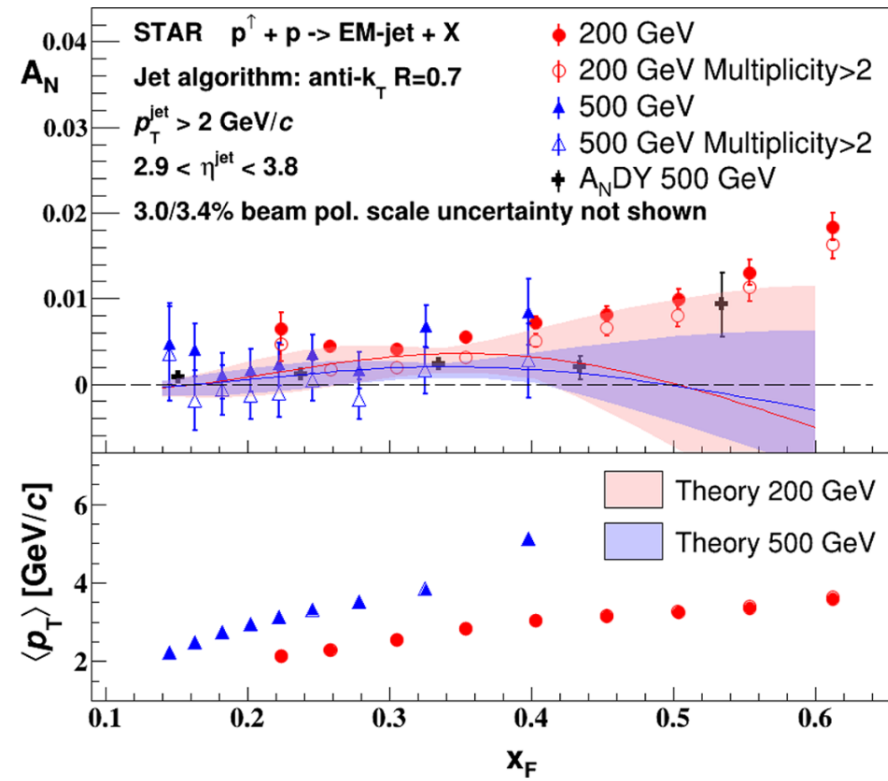 0.04
A_N
0.03
0.02
0.01
0
STAR p↑ + p -> EM-jet + X
Jet algorithm: anti-k_T R=0.7
p_T^jet > 2 GeV/c
2.9 < η^jet < 3.8
3.0/3.4% beam pol. scale uncertainty not shown
200 GeV
200 GeV Multiplicity>2
500 GeV
500 GeV Multiplicity>2
A_NDY 500 GeV
6
4
2
⟨p_T⟩ [GeV/c]
Theory 200 GeV
Theory 500 GeV
0.1 0.2 0.3 0.4 0.5 0.6
x_F